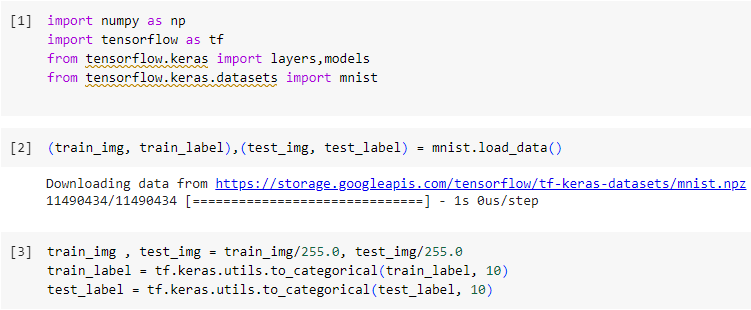 [1] import numpy as np
import tensorflow as tf
from tensorflow.keras import layers,models
from tensorflow.keras.datasets import mnist
[2] (train_img, train_label),(test_img, test_label) = mnist.load_data()
Downloading data from https://storage.googleapis.com/tensorflow/tf-keras-datasets/mnist.npz
11490434/11490434 [==============================] - 1s 0us/step
[3] train_img , test_img = train_img/255.0, test_img/255.0
train_label = tf.keras.utils.to_categorical(train_label, 10)
test_label = tf.keras.utils.to_categorical(test_label, 10)